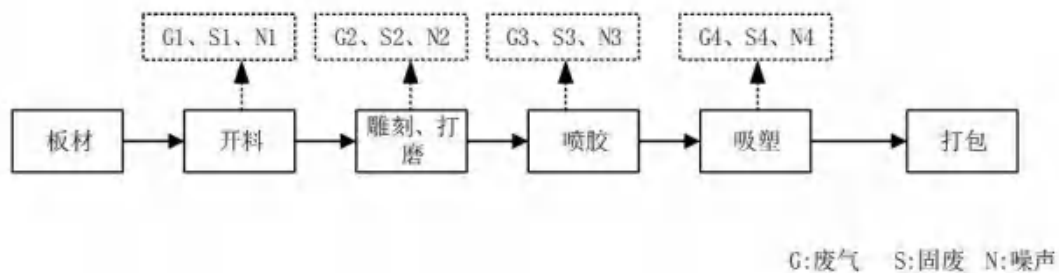 G1、S1、N1
G2、S2、N2
G3、S3、N3
G4、S4、N4
板材
开料
雕刻、打
磨
喷胶
吸塑
打包
G:废气 S:固废 N:噪声